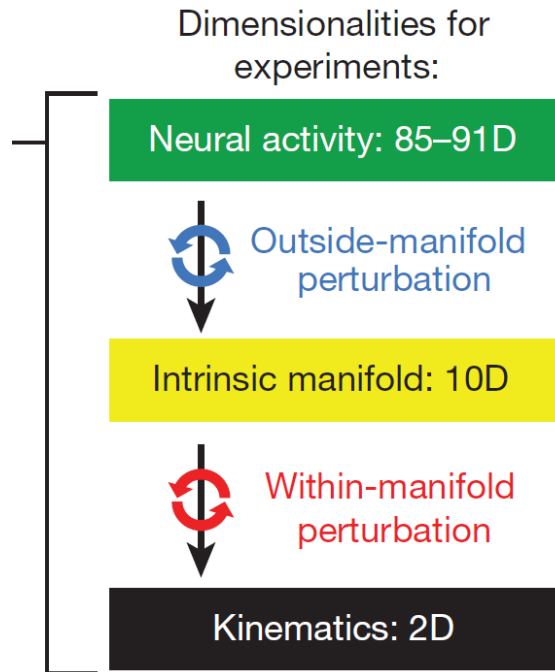 Dimensionalities for
experiments:
Neural activity: 85–91D
Outside-manifold
perturbation
Intrinsic manifold: 10D
Within-manifold
perturbation
Kinematics: 2D